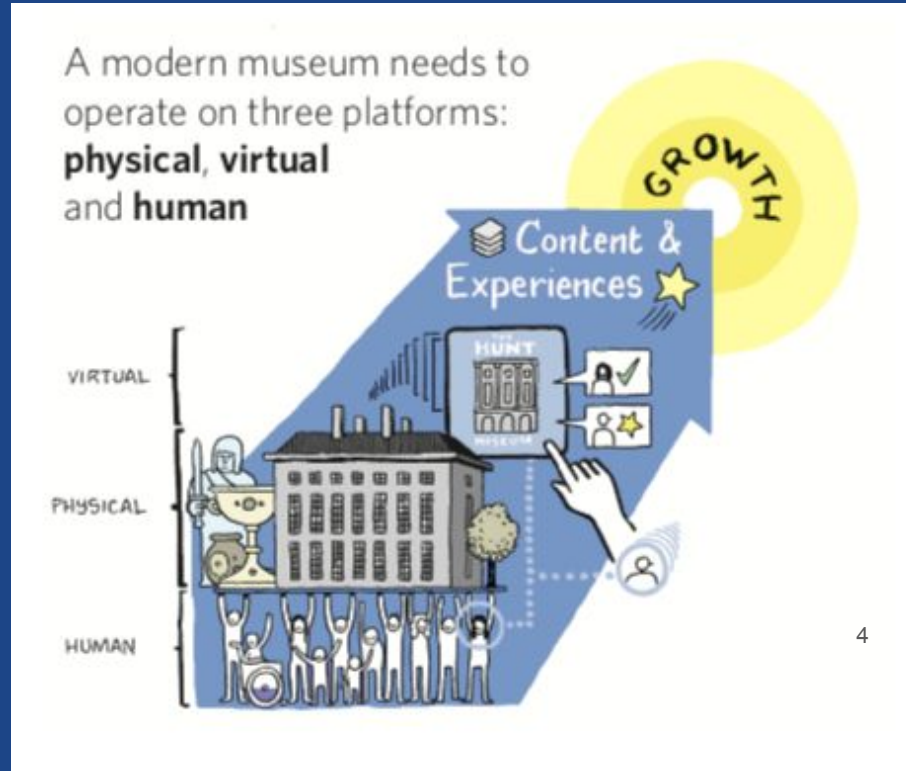 A modern museum needs to
operate on three platforms:
physical, virtual
and human
GROWTH
Content &
Experiences
VIRTUAL
THE
HUNT
MUSEUM
PHYSICAL
HUMAN
4